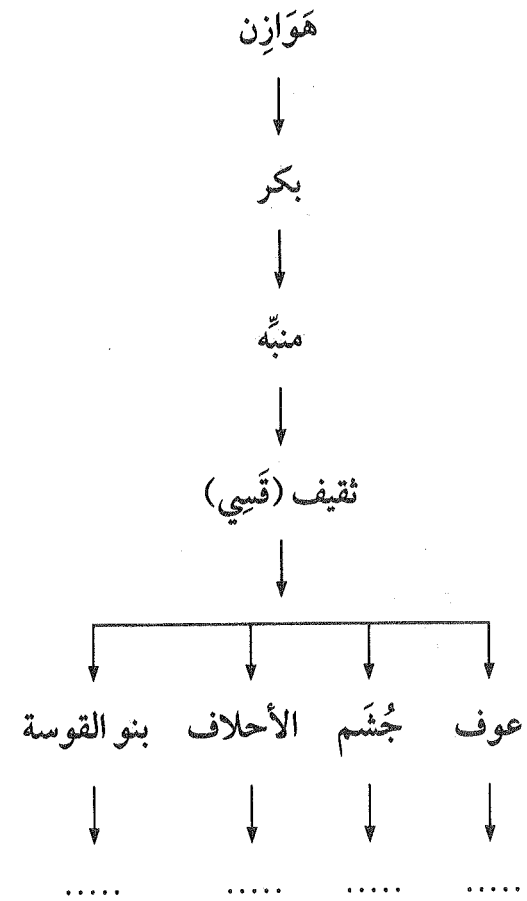 هَوَازِن
بكر
منبِّه
ثقيف (قَسِي)
عوف جُشَم الأحلاف بنو القوسة
..... ..... ..... .....